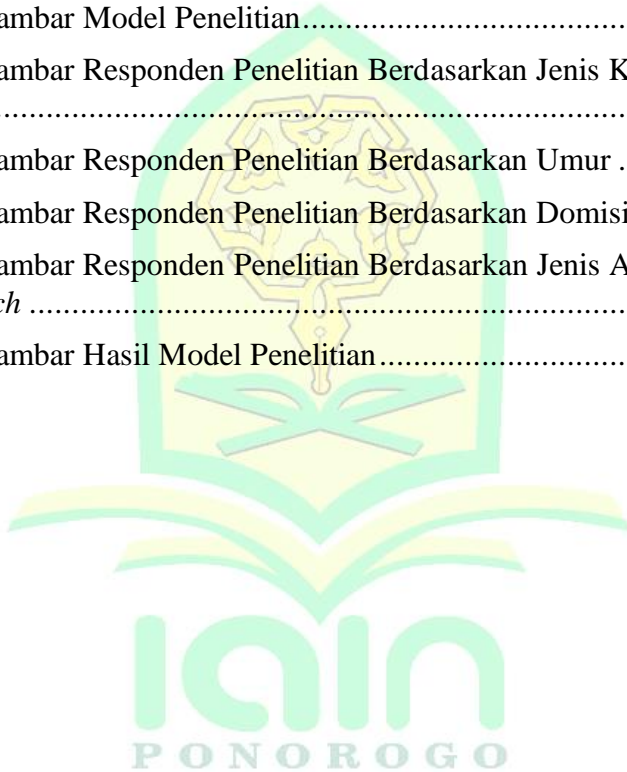 ambar Model Penelitian.......................................
ambar Responden Penelitian Berdasarkan Jenis K
...........................................................................
ambar Responden Penelitian Berdasarkan Umur .
ambar Responden Penelitian Berdasarkan Domisi
ambar Responden Penelitian Berdasarkan Jenis A
ch .......................................................................
ambar Hasil Model Penelitian.............................
iain
PONOROGO